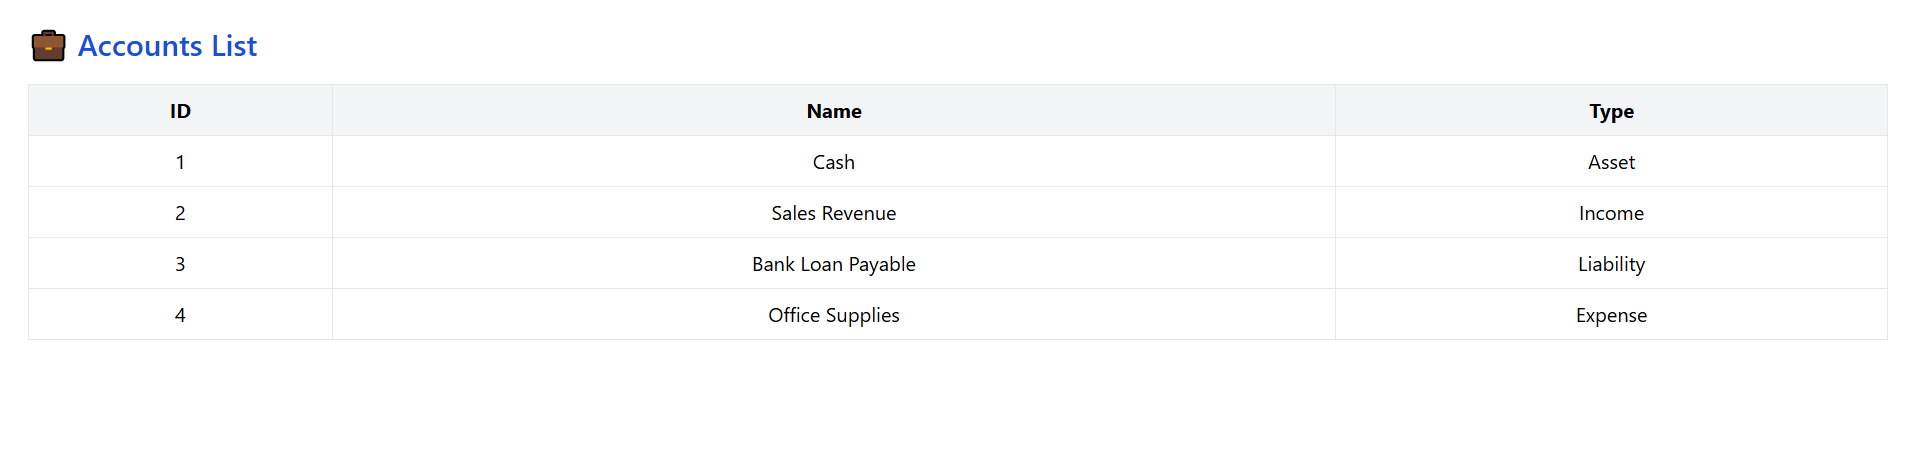 Accounts List
ID Name Type
1 Cash Asset
2 Sales Revenue Income
3 Bank Loan Payable Liability
4 Office Supplies Expense